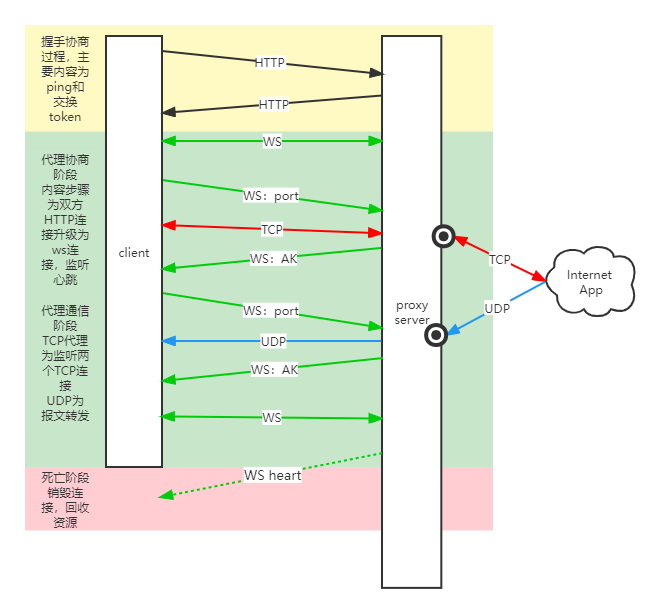 握手协商
过程，主
要内容为
ping和
交换
token
HTTP
HTTP
WS
代理协商
阶段
内容步骤
为双方
HTTP连
接升级为
ws连
接，监听
心跳
WS：port
TCP
WS：AK
client
代理通信
阶段
TCP代理
为监听两
个TCP连
接
UDP为
报文转发
WS：port
UDP
WS：AK
WS
proxy
server
TCP
UDP
Internet
App
死亡阶段
销毁连
接，回收
资源
WS heart